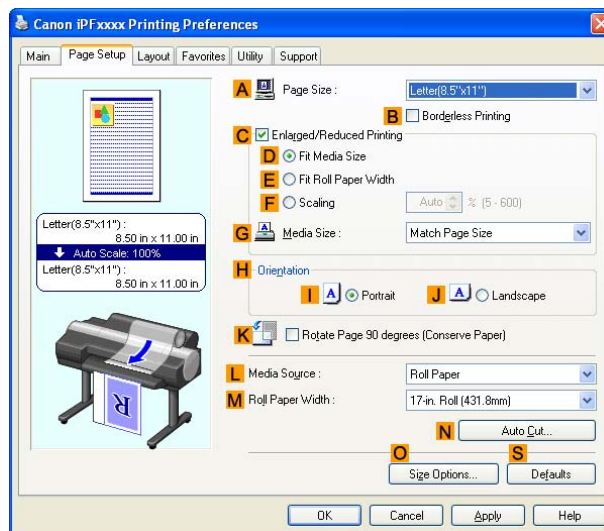 Canon iPFxxxx Printing Preferences
Main Page Setup Layout Favorites Utility Support
A Page Size : Letter(8.5"x11")
B Borderless Printing
C Enlarged/Reduced Printing
D Fit Media Size
E Fit Roll Paper Width
F Scaling Auto % (5 - 600)
G Media Size : Match Page Size
Letter(8.5"x11") :
8.50 in x 11.00 in
Auto Scale: 100%
Letter(8.5"x11") :
8.50 in x 11.00 in
H Orientation
I A Portrait J A Landscape
K Rotate Page 90 degrees (Conserve Paper)
R
L Media Source : Roll Paper
M Roll Paper Width : 17-in. Roll (431.8mm)
N Auto Cut...
O S
Size Options... Defaults
OK Cancel Apply Help